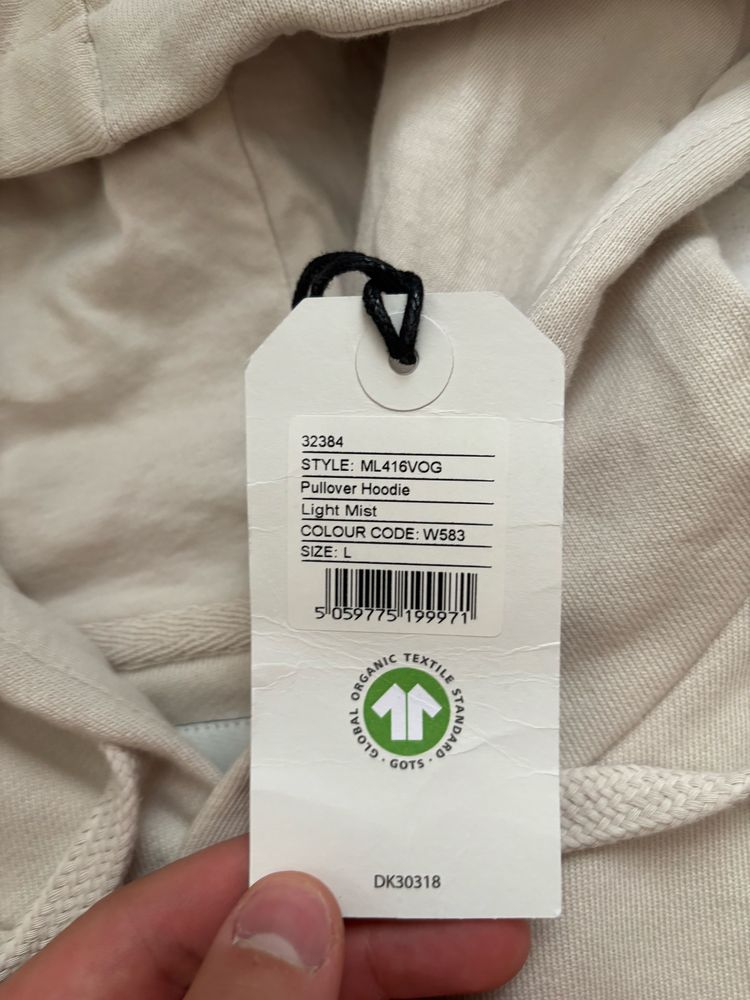 32384
STYLE: ML416VOG
Pullover Hoodie
Light Mist
COLOUR CODE: W583
SIZE: L
5 059775 199971
GLOBAL ORGANIC TEXTILE STANDARD
· GOTS ·
DK30318